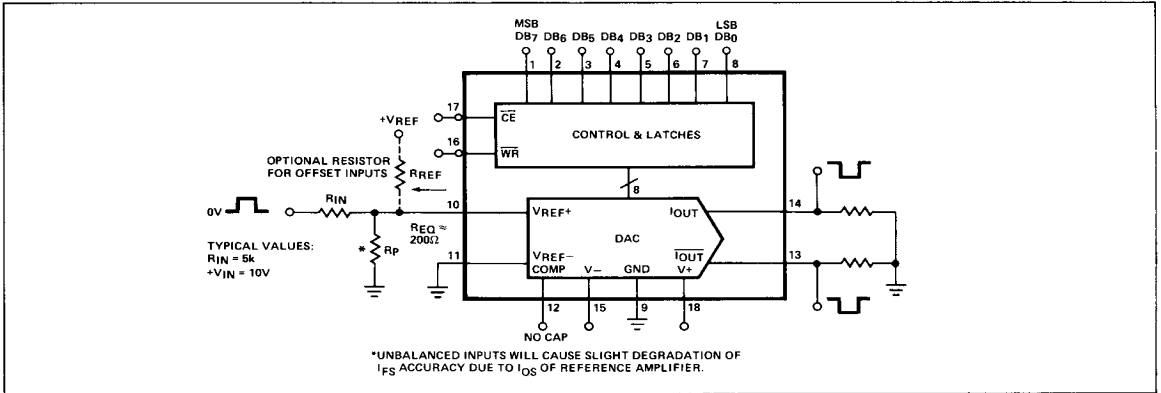 MSB LSB
DB7 DB6 DB5 DB4 DB3 DB2 DB1 DB0
1 2 3 4 5 6 7 8
17
CE
+VREF
16
WR
CONTROL & LATCHES
OPTIONAL RESISTOR
FOR OFFSET INPUTS
RREF
8
0V
RIN
10
VREF+
IOUT
14
REQ ≈
200Ω
DAC
* RP
TYPICAL VALUES:
RIN = 5k
+VIN = 10V
11
VREF−
IOUT
13
COMP V− GND V+
12 15 9 18
NO CAP
*UNBALANCED INPUTS WILL CAUSE SLIGHT DEGRADATION OF
IFS ACCURACY DUE TO IOS OF REFERENCE AMPLIFIER.